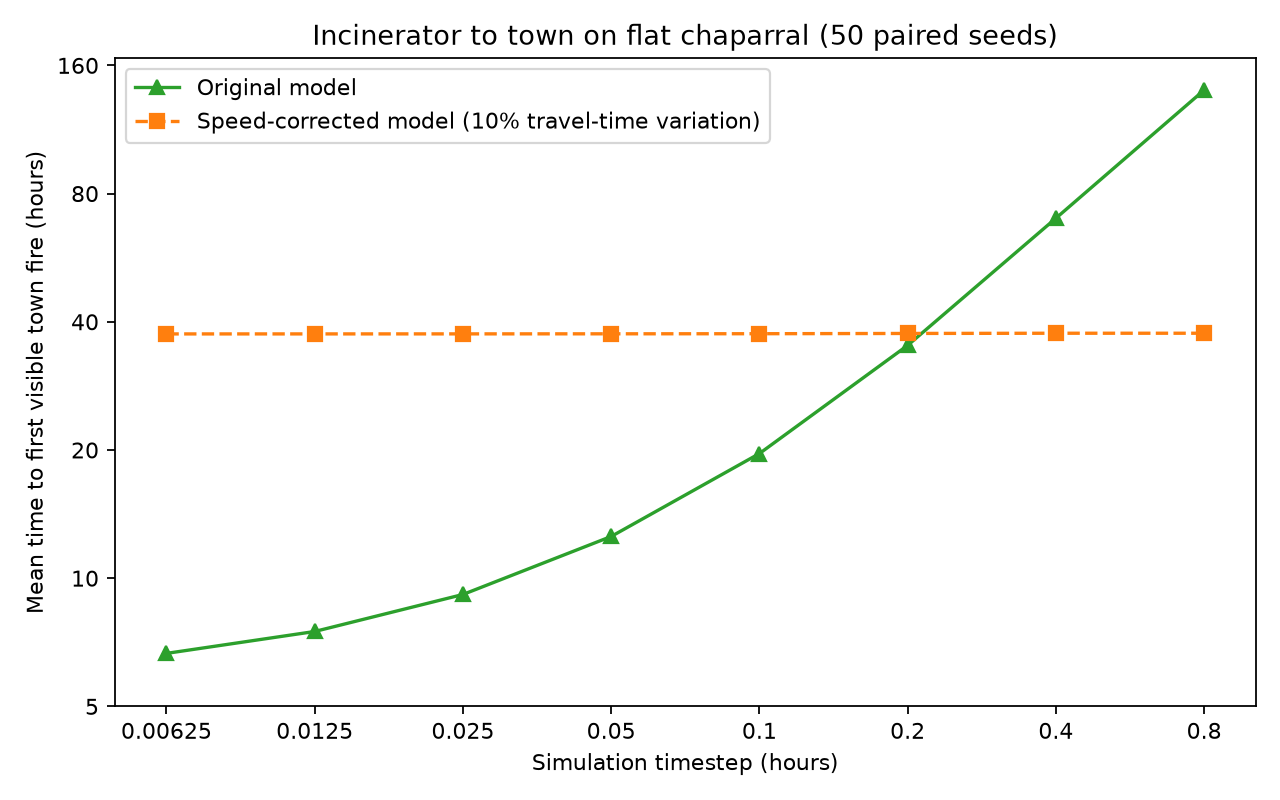 Incinerator to town on flat chaparral (50 paired seeds)
Original model
Speed-corrected model (10% travel-time variation)
Mean time to first visible town fire (hours)
160
80
40
20
10
5
0.00625 0.0125 0.025 0.05 0.1 0.2 0.4 0.8
Simulation timestep (hours)